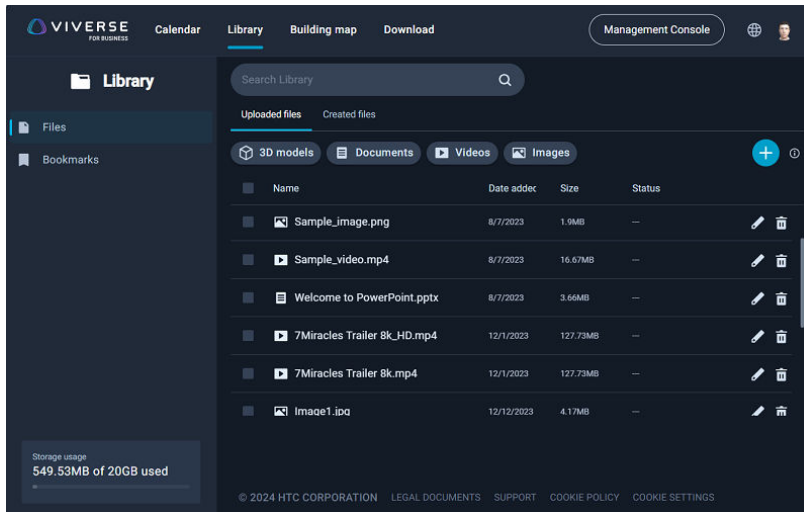 VIVERSE
FOR BUSINESS
Calendar
Library
Building map
Download
Management Console
Library
Files
Bookmarks
Search Library
Uploaded files
Created files
3D models
Documents
Videos
Images
Name
Date addec
Size
Status
Sample_image.png 8/7/2023 1.9MB --
Sample_video.mp4 8/7/2023 16.67MB --
Welcome to PowerPoint.pptx 8/7/2023 3.66MB --
7Miracles Trailer 8k_HD.mp4 12/1/2023 127.73MB --
7Miracles Trailer 8k.mp4 12/1/2023 127.73MB --
Image1.jpg 12/12/2023 4.17MB --
Storage usage
549.53MB of 20GB used
© 2024 HTC CORPORATION LEGAL DOCUMENTS SUPPORT COOKIE POLICY COOKIE SETTINGS